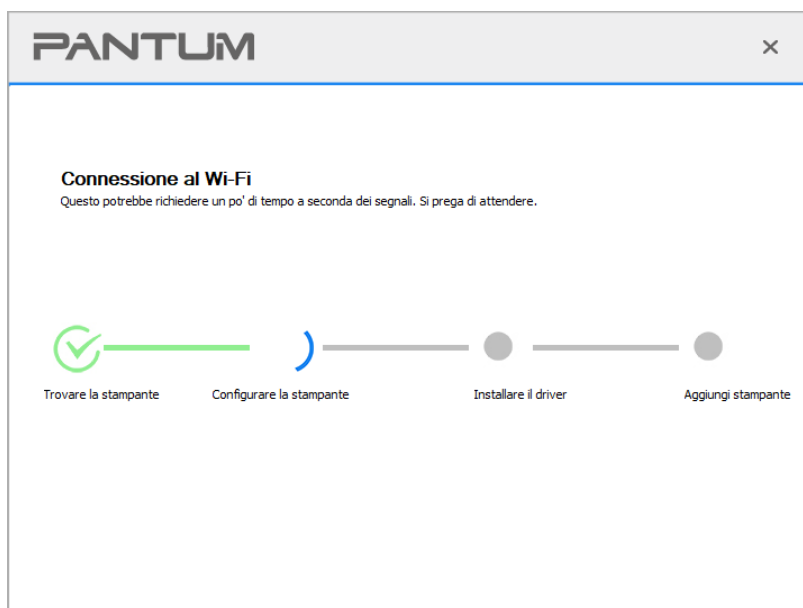 PANTUM
Connessione al Wi-Fi
Questo potrebbe richiedere un po' di tempo a seconda dei segnali. Si prega di attendere.
Trovare la stampante
Configurare la stampante
Installare il driver
Aggiungi stampante